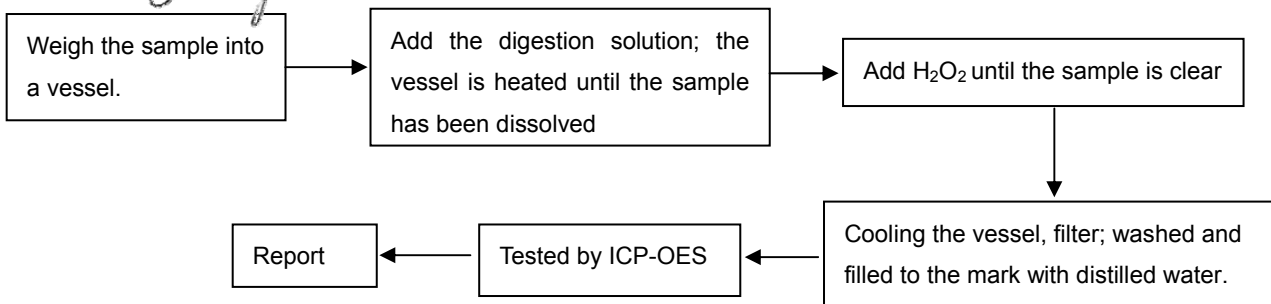 Weigh the sample into
a vessel.
Add the digestion solution; the
vessel is heated until the sample
has been dissolved
Add H₂O₂ until the sample is clear
Cooling the vessel, filter; washed and
filled to the mark with distilled water.
Tested by ICP-OES
Report